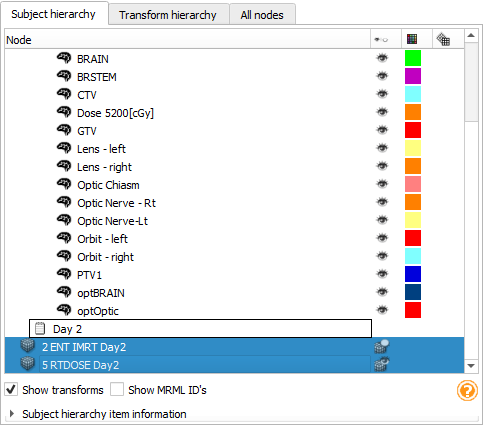 Subject hierarchy Transform hierarchy All nodes
Node
BRAIN
BRSTEM
CTV
Dose 5200[cGy]
GTV
Lens - left
Lens - right
Optic Chiasm
Optic Nerve - Rt
Optic Nerve-Lt
Orbit - left
Orbit - right
PTV1
optBRAIN
optOptic
Day 2
2 ENT IMRT Day2
5 RTDOSE Day2
Show transforms Show MRML ID's ?
Subject hierarchy item information